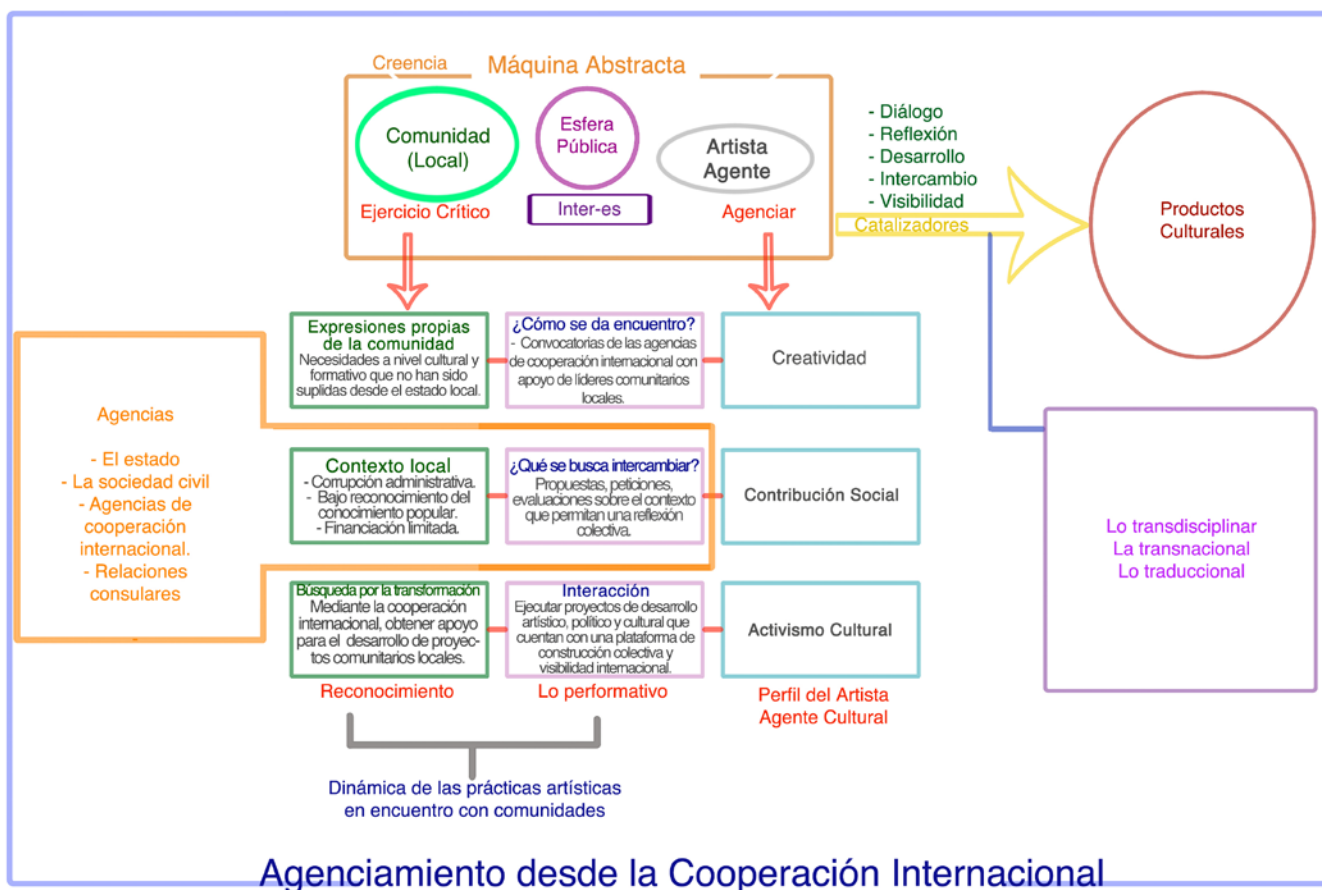 Creencia
Máquina Abstracta
Comunidad
(Local)
Esfera
Pública
Artista
Agente
Ejercicio Crítico
Inter-es
Agenciar
- Diálogo
- Reflexión
- Desarrollo
- Intercambio
- Visibilidad
Catalizadores
Productos
Culturales
Expresiones propias
de la comunidad
Necesidades a nivel cultural y
formativo que no han sido
suplidas desde el estado local.
¿Cómo se da encuentro?
- Convocatorias de las agencias
de cooperación internacional con
apoyo de líderes comunitarios
locales.
Creatividad
Agencias
- El estado
- La sociedad civil
- Agencias de
cooperación
internacional.
- Relaciones
consulares
-
Contexto local
- Corrupción administrativa.
- Bajo reconocimiento del
conocimiento popular.
- Financiación limitada.
¿Qué se busca intercambiar?
Propuestas, peticiones,
evaluaciones sobre el contexto
que permitan una reflexión
colectiva.
Contribución Social
Lo transdisciplinar
La transnacional
Lo traduccional
Búsqueda por la transformación
Mediante la cooperación
internacional, obtener apoyo
para el desarrollo de proyec-
tos comunitarios locales.
Interacción
Ejecutar proyectos de desarrollo
artístico, político y cultural que
cuentan con una plataforma de
construcción colectiva y
visibilidad internacional.
Activismo Cultural
Reconocimiento
Lo performativo
Perfil del Artista
Agente Cultural
Dinámica de las prácticas artísticas
en encuentro con comunidades
Agenciamiento desde la Cooperación Internacional